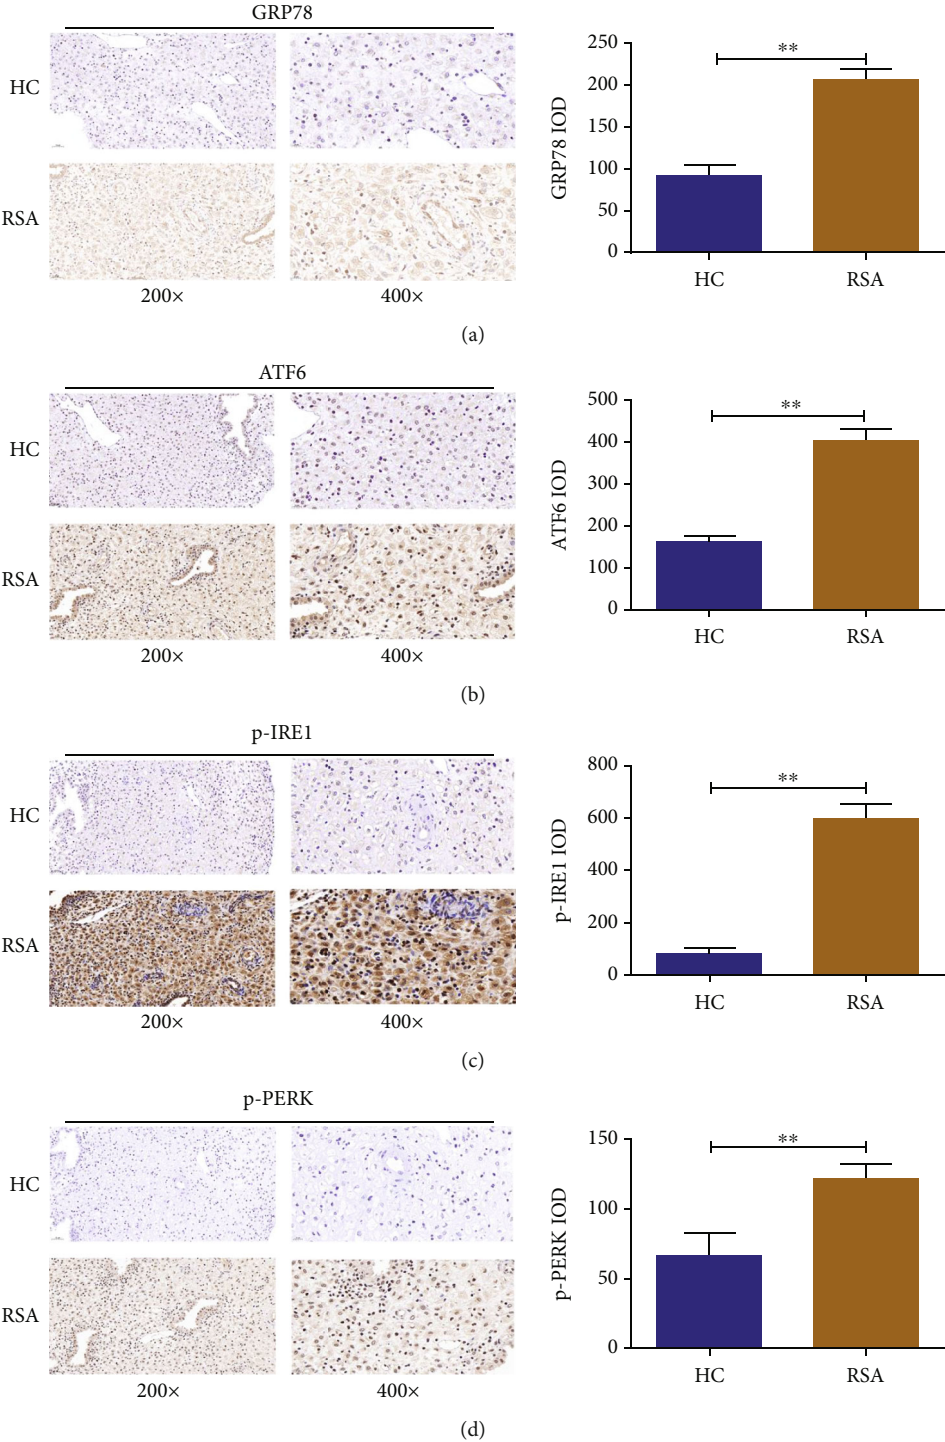 GRP78
HC
RSA
200×
400×
GRP78 IOD
250
200
150
100
50
0
**
HC
RSA
(a)
ATF6
HC
RSA
200×
400×
ATF6 IOD
500
400
300
200
100
0
**
HC
RSA
(b)
p-IRE1
HC
RSA
200×
400×
p-IRE1 IOD
800
600
400
200
0
**
HC
RSA
(c)
p-PERK
HC
RSA
200×
400×
p-PERK IOD
150
100
50
0
**
HC
RSA
(d)